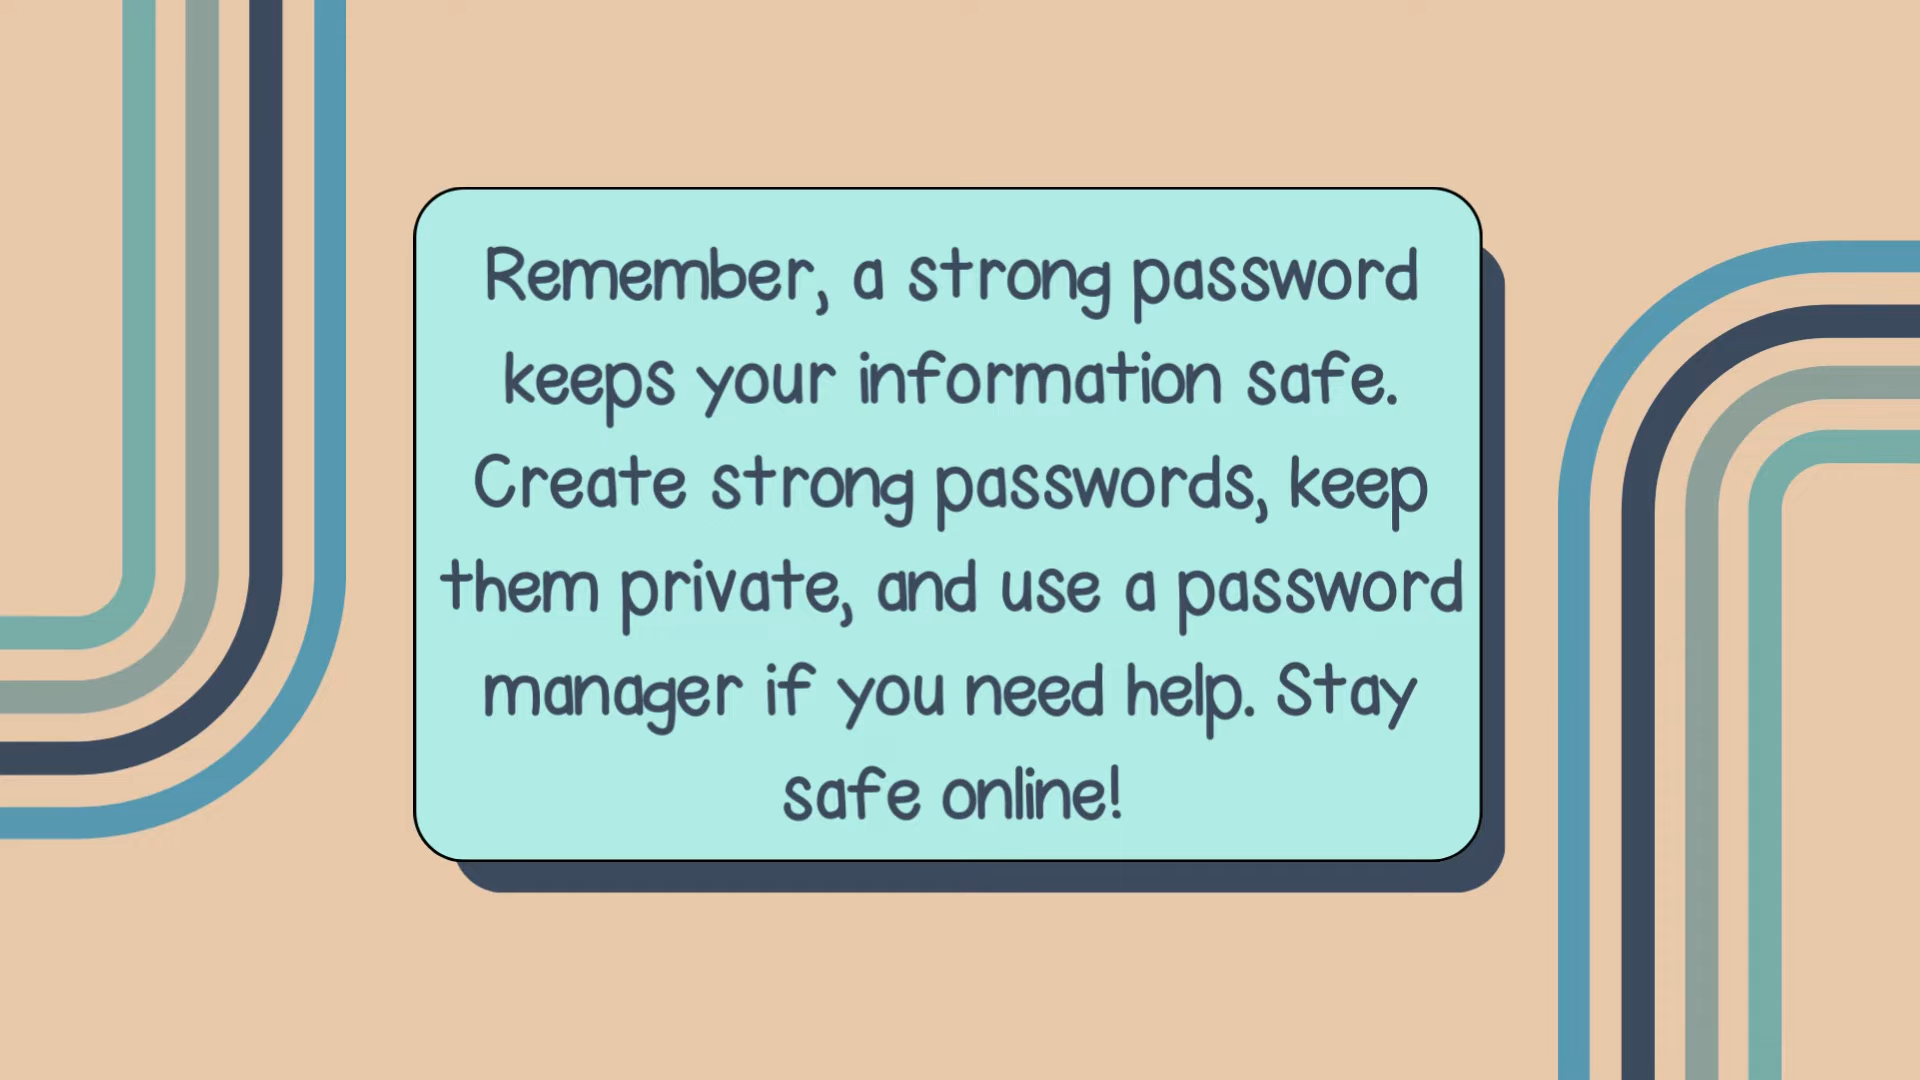 Remember, a strong password
keeps your information safe.
Create strong passwords, keep
them private, and use a password
manager if you need help. Stay
safe online!